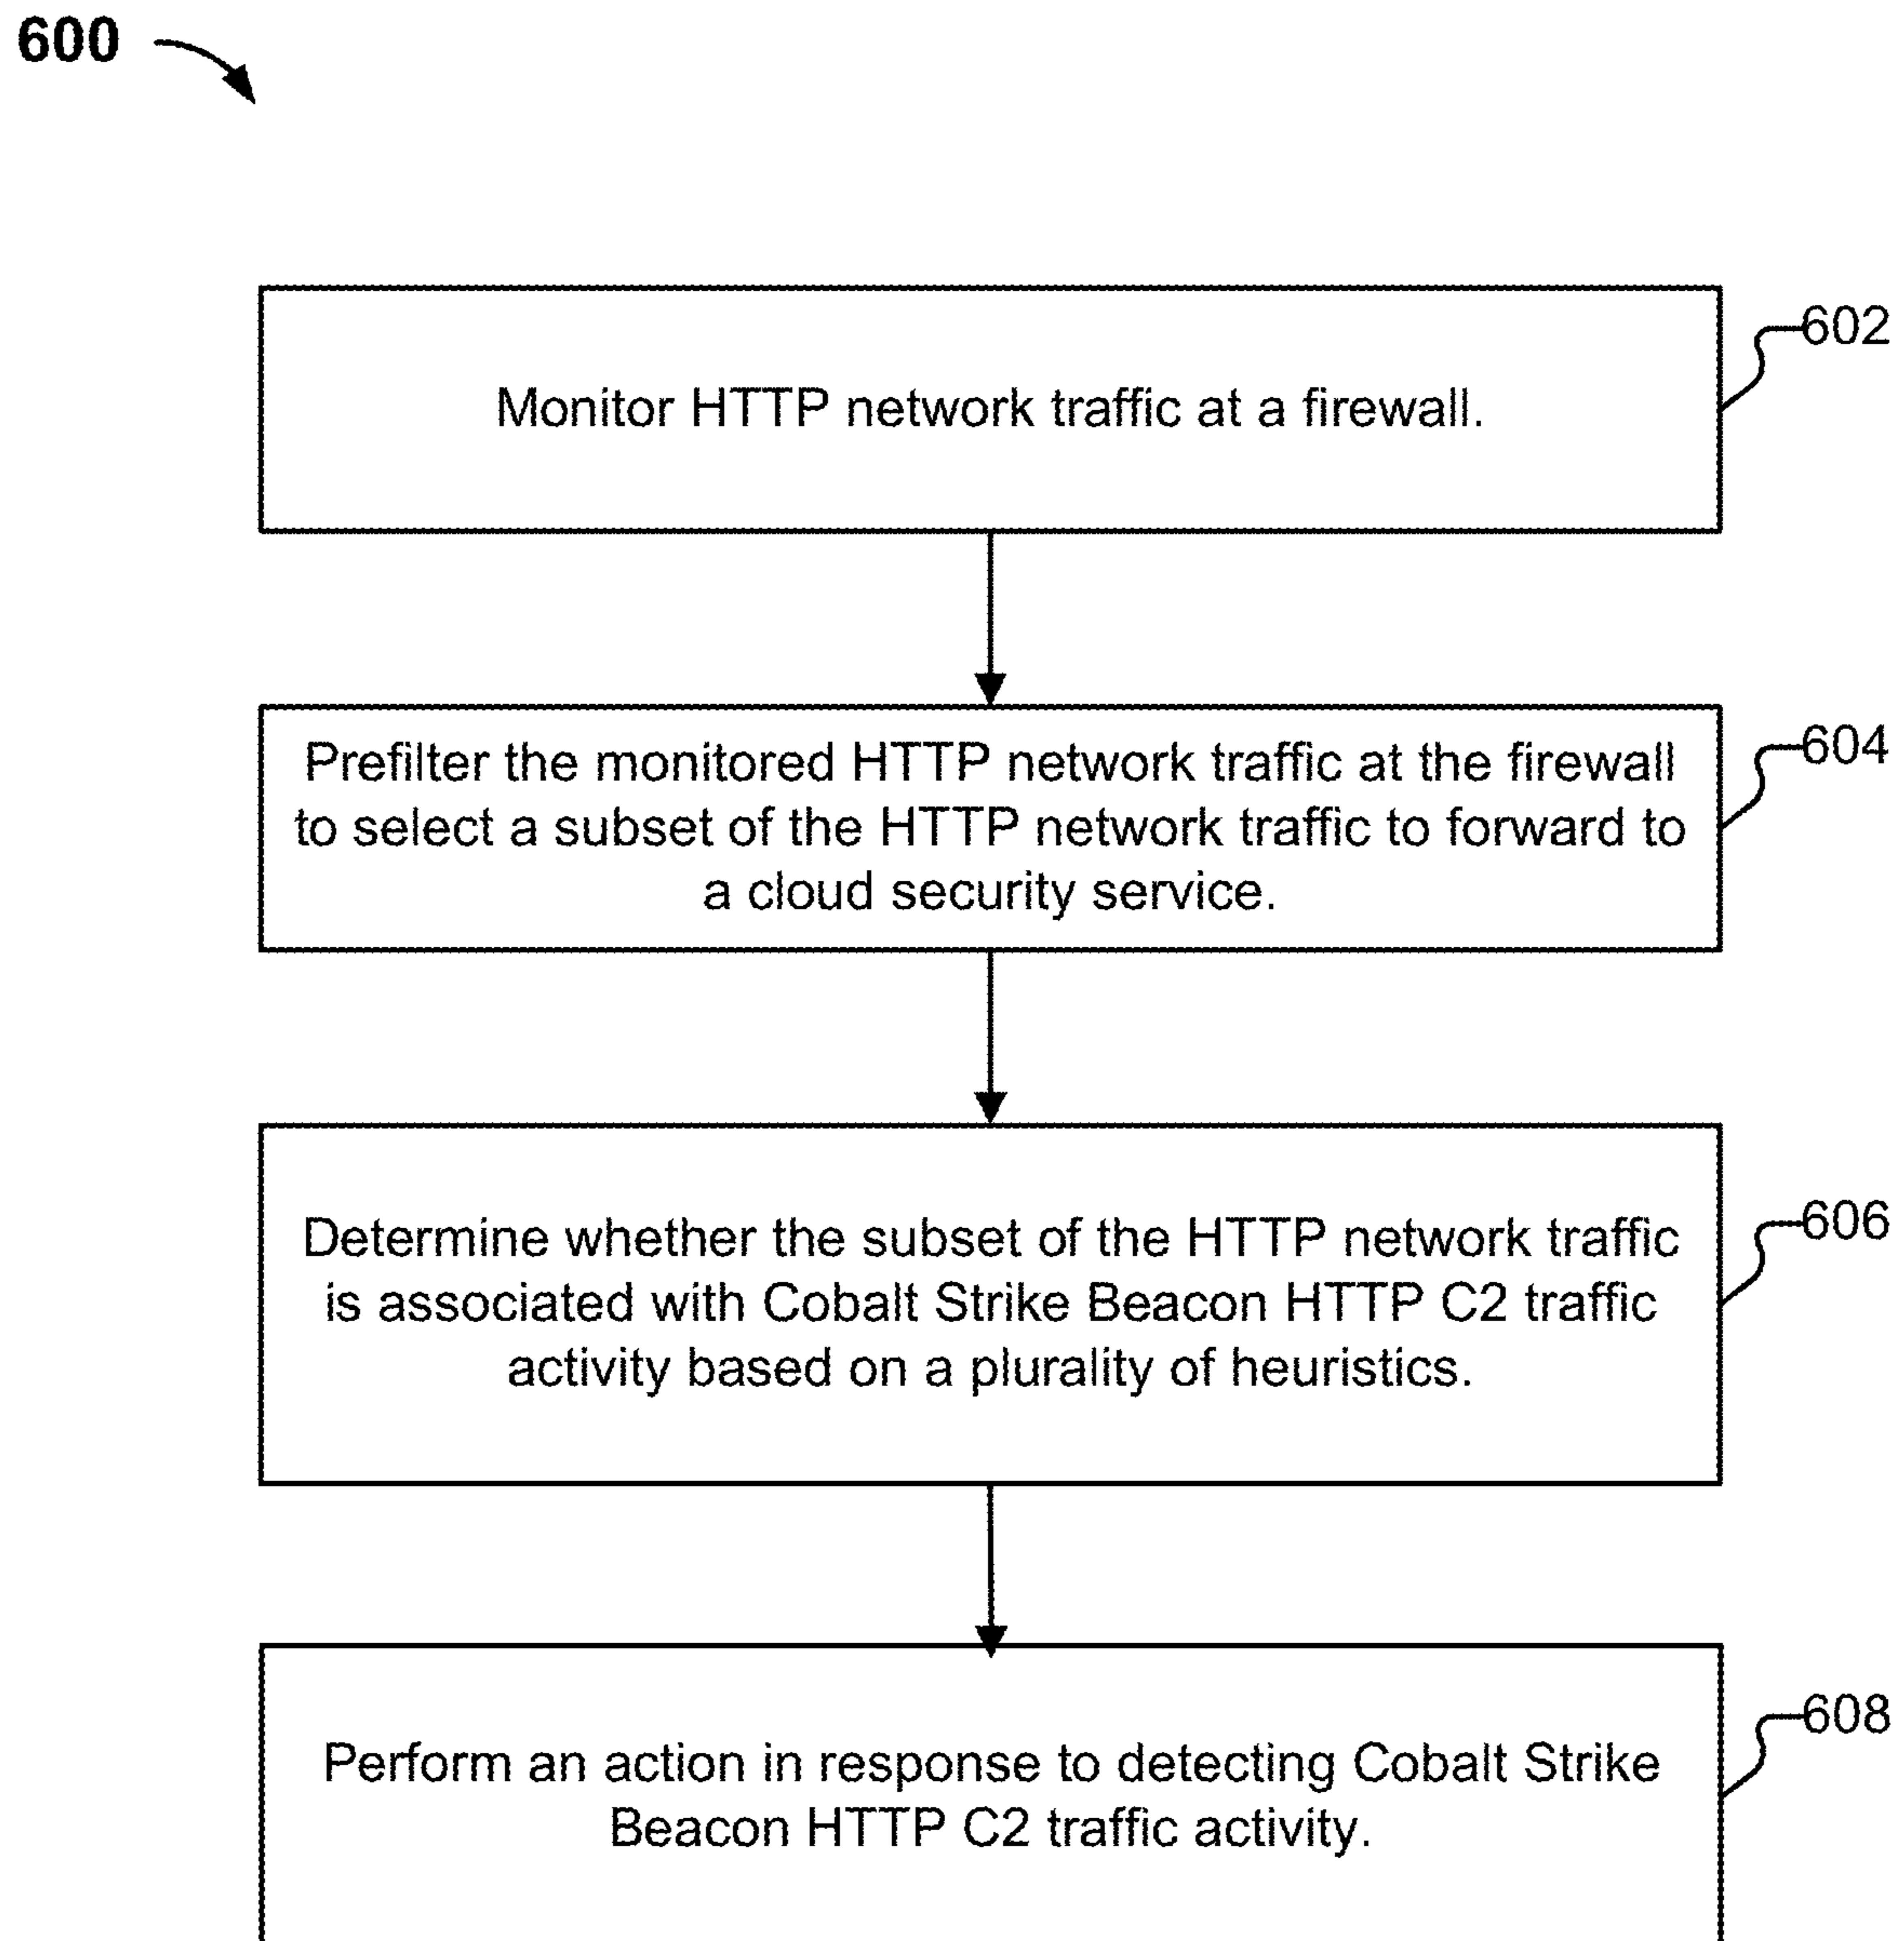 600
602
Monitor HTTP network traffic at a firewall.
604
Prefilter the monitored HTTP network traffic at the firewall
to select a subset of the HTTP network traffic to forward to
a cloud security service.
606
Determine whether the subset of the HTTP network traffic
is associated with Cobalt Strike Beacon HTTP C2 traffic
activity based on a plurality of heuristics.
608
Perform an action in response to detecting Cobalt Strike
Beacon HTTP C2 traffic activity.